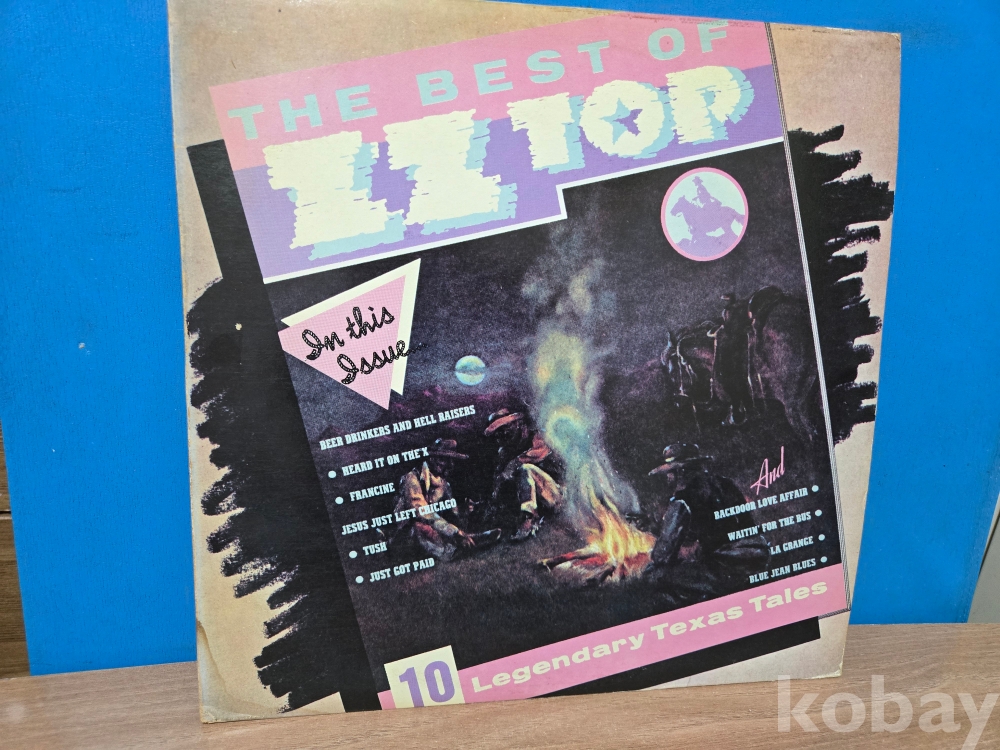 THE BEST OF
ZZ TOP
In this
Issue...
BEER DRINKERS AND HELL RAISERS
• HEARD IT ON THE X
• FRANCINE
JESUS JUST LEFT CHICAGO
• TUSH
• JUST GOT PAID
And
BACKDOOR LOVE AFFAIR •
WAITIN' FOR THE BUS •
LA GRANGE •
BLUE JEAN BLUES •
10 Legendary Texas Tales
kobay